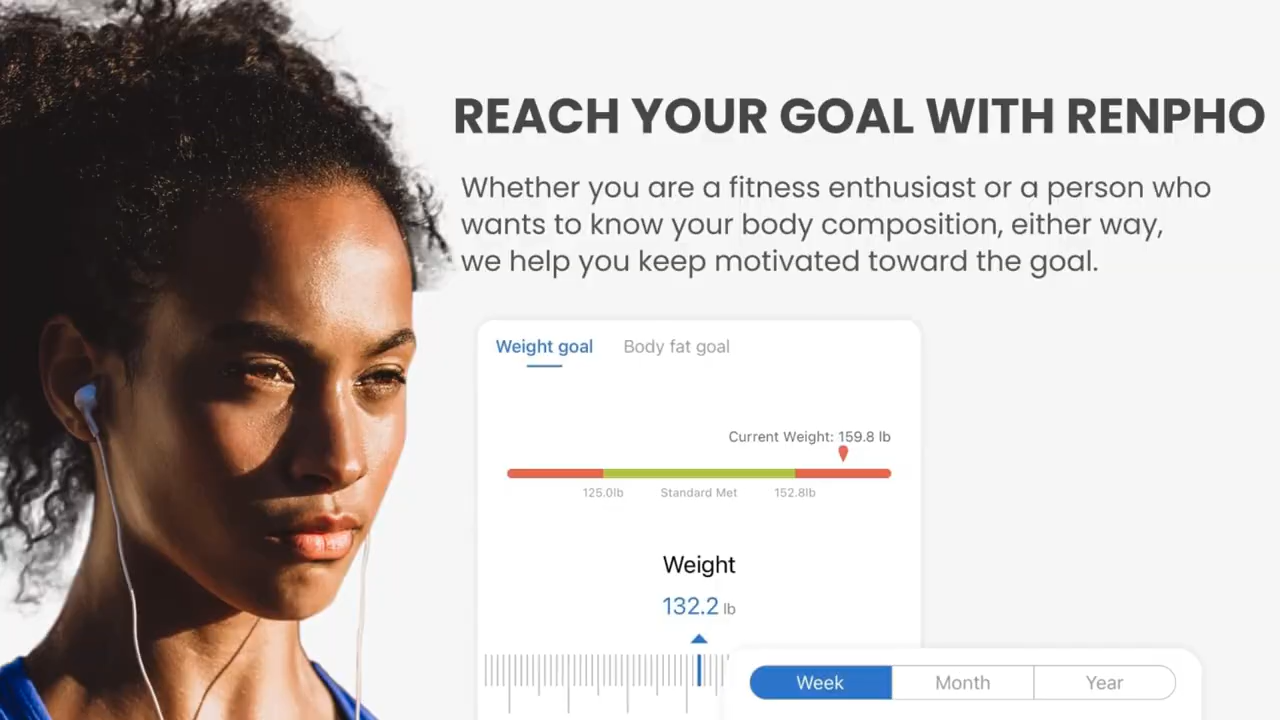 REACH YOUR GOAL WITH RENPHO
Whether you are a fitness enthusiast or a person who
wants to know your body composition, either way,
we help you keep motivated toward the goal.
Weight goal Body fat goal
Current Weight: 159.8 lb
125.0lb Standard Met 152.8lb
Weight
132.2 lb
Week Month Year